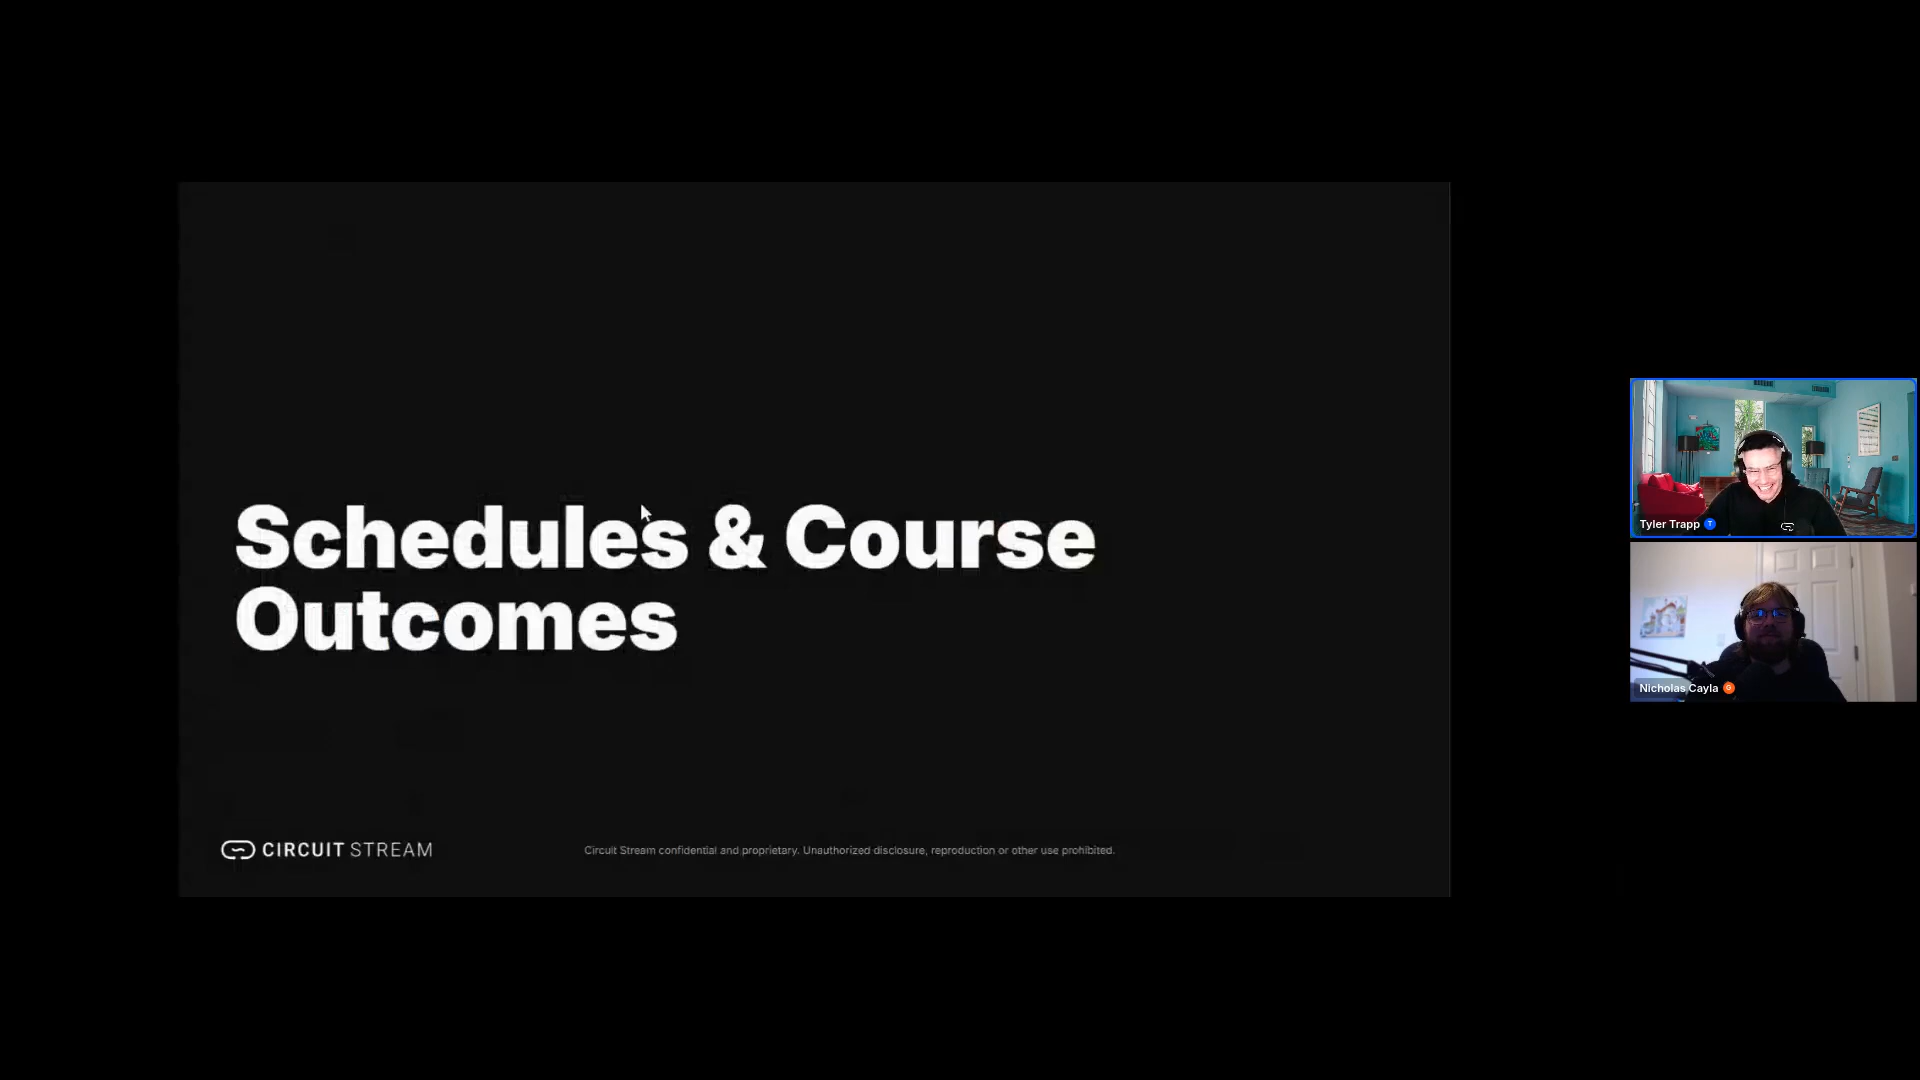 Schedules & Course
Outcomes
CIRCUIT STREAM
Circuit Stream confidential and proprietary. Unauthorized disclosure, reproduction or other use prohibited.
Tyler Trapp T
Nicholas Cayla